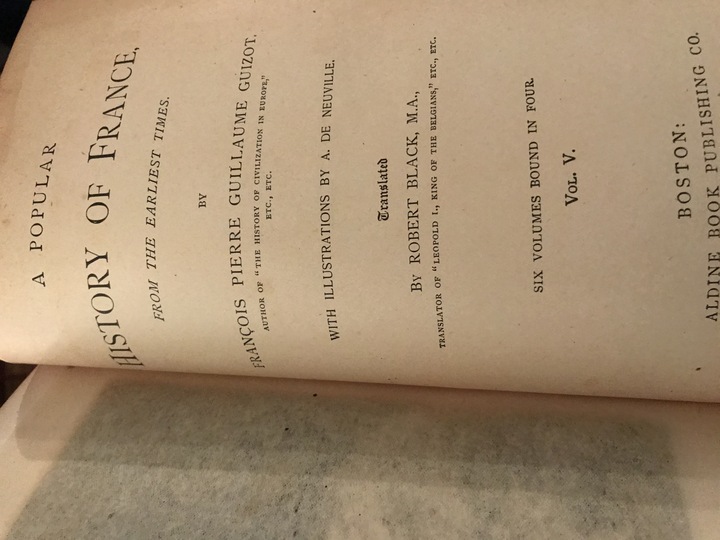 A POPULAR
HISTORY OF FRANCE,
FROM THE EARLIEST TIMES.
BY
FRANÇOIS PIERRE GUILLAUME GUIZOT,
AUTHOR OF "THE HISTORY OF CIVILIZATION IN EUROPE,"
ETC., ETC.
WITH ILLUSTRATIONS BY A. DE NEUVILLE.
Translated
BY ROBERT BLACK, M.A.,
TRANSLATOR OF "LEOPOLD I., KING OF THE BELGIANS," ETC., ETC.
SIX VOLUMES BOUND IN FOUR.
VOL. V.
BOSTON:
ALDINE BOOK PUBLISHING CO.